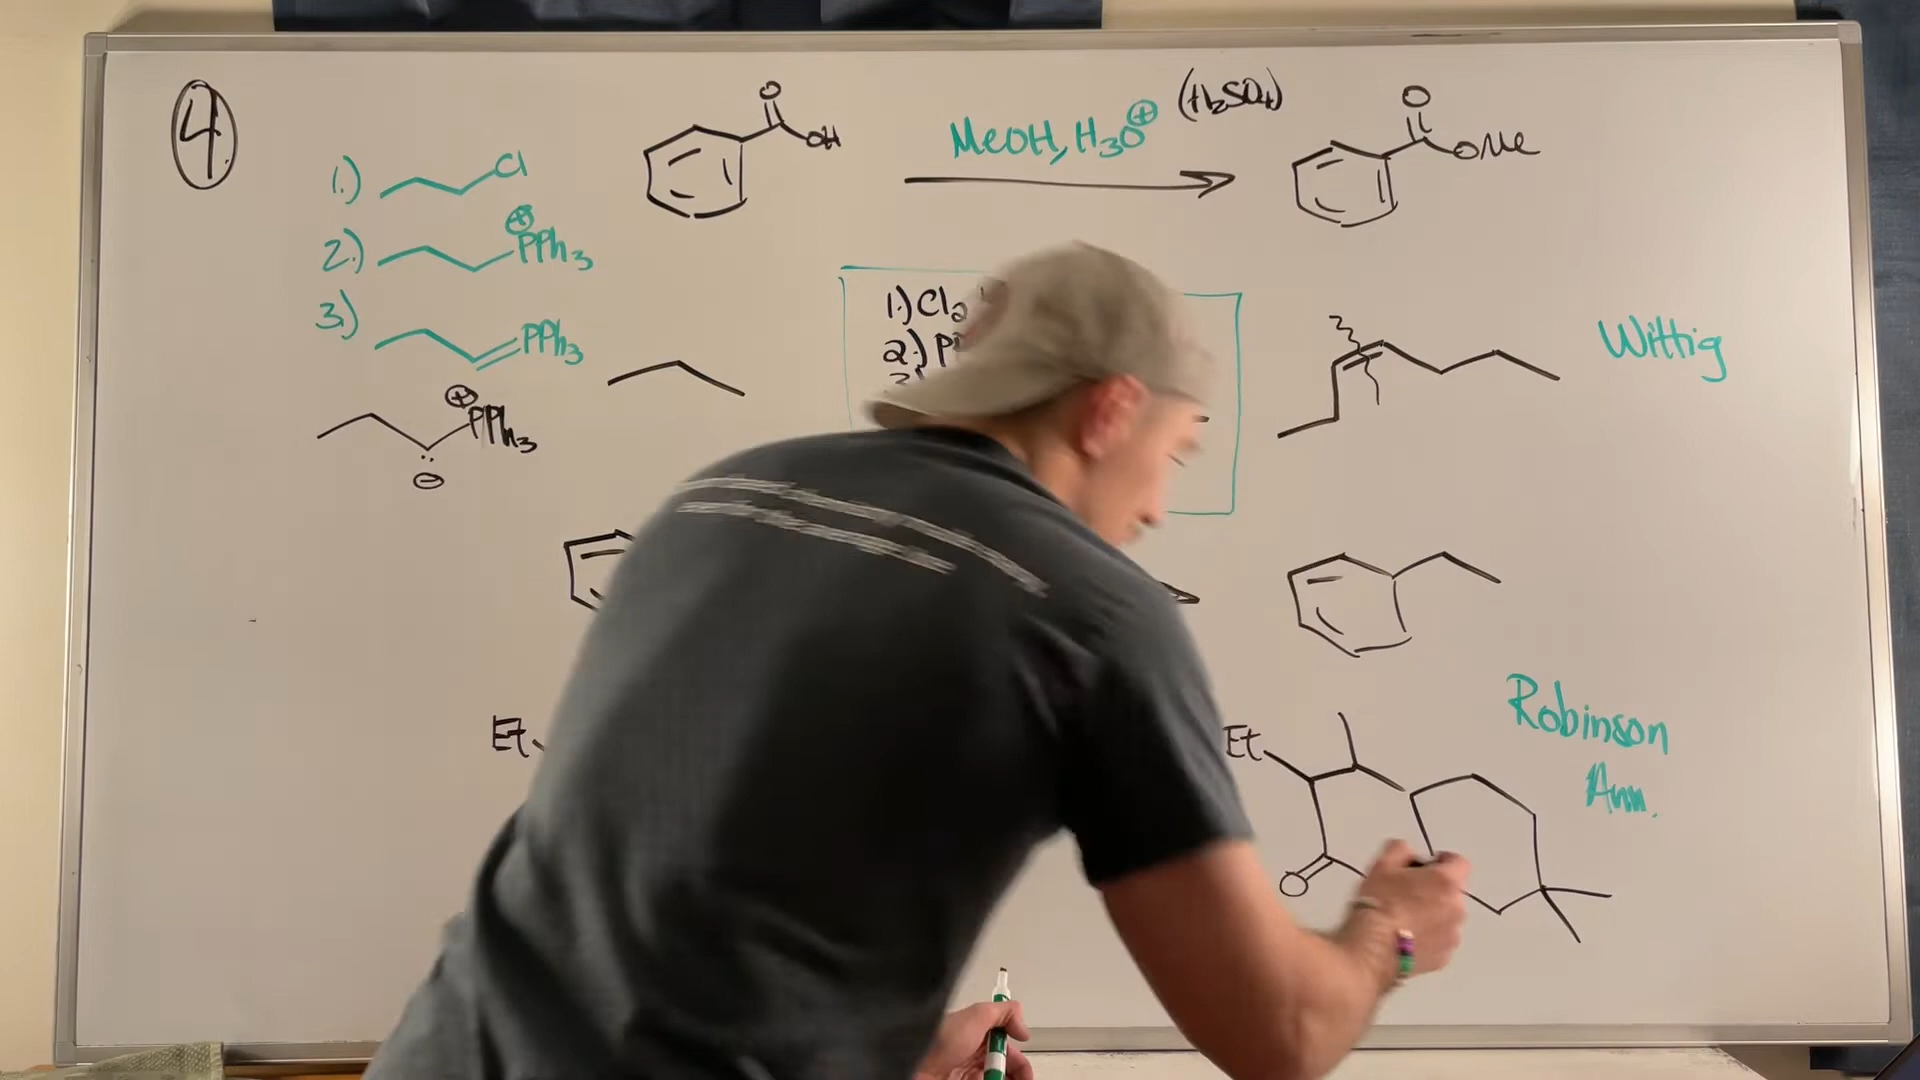 4.
O
OH
MeOH, H3O⊕
(H2SO4)
O
OMe
1.) Cl
2.) ⊕
PPh3
3.) PPh3
⊕
PPh3
⊖
1.) Cl2
2.) P
Wittig
Et
Et
O
Robinson
Ann.